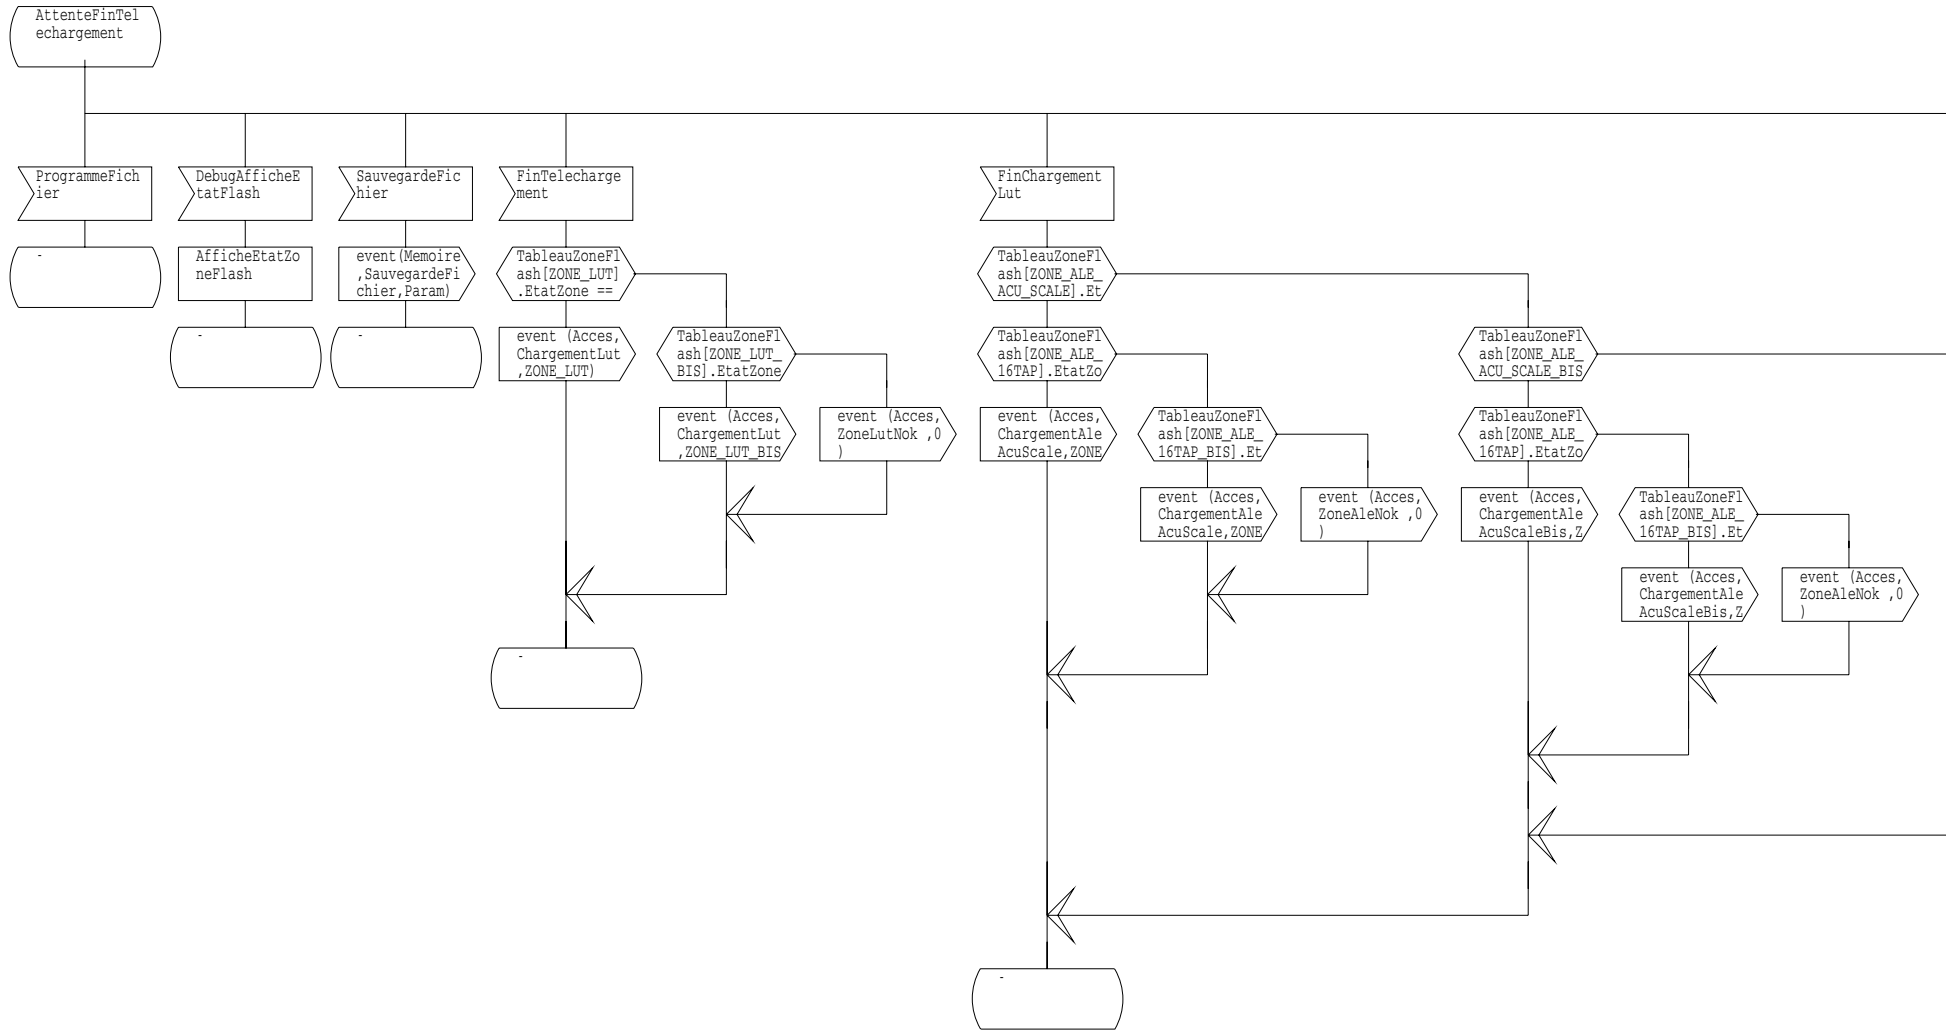 AttenteFinTel
echargement
ProgrammeFich
ier
DebugAfficheE
tatFlash
SauvegardeFic
hier
FinTelecharge
ment
FinChargement
Lut
-
AfficheEtatZo
neFlash
event(Memoire
,SauvegardeFi
chier,Param)
TableauZoneFl
ash[ZONE_LUT]
.EtatZone ==
TableauZoneFl
ash[ZONE_ALE_
ACU_SCALE].Et
-
-
event (Acces,
ChargementLut
,ZONE_LUT)
TableauZoneFl
ash[ZONE_LUT_
BIS].EtatZone
TableauZoneFl
ash[ZONE_ALE_
16TAP].EtatZo
TableauZoneFl
ash[ZONE_ALE_
ACU_SCALE_BIS
event (Acces,
ChargementLut
,ZONE_LUT_BIS
event (Acces,
ZoneLutNok ,0
)
event (Acces,
ChargementAle
AcuScale,ZONE
TableauZoneFl
ash[ZONE_ALE_
16TAP_BIS].Et
TableauZoneFl
ash[ZONE_ALE_
16TAP].EtatZo
event (Acces,
ChargementAle
AcuScale,ZONE
event (Acces,
ZoneAleNok ,0
)
event (Acces,
ChargementAle
AcuScaleBis,Z
TableauZoneFl
ash[ZONE_ALE_
16TAP_BIS].Et
event (Acces,
ChargementAle
AcuScaleBis,Z
event (Acces,
ZoneAleNok ,0
)
-
-